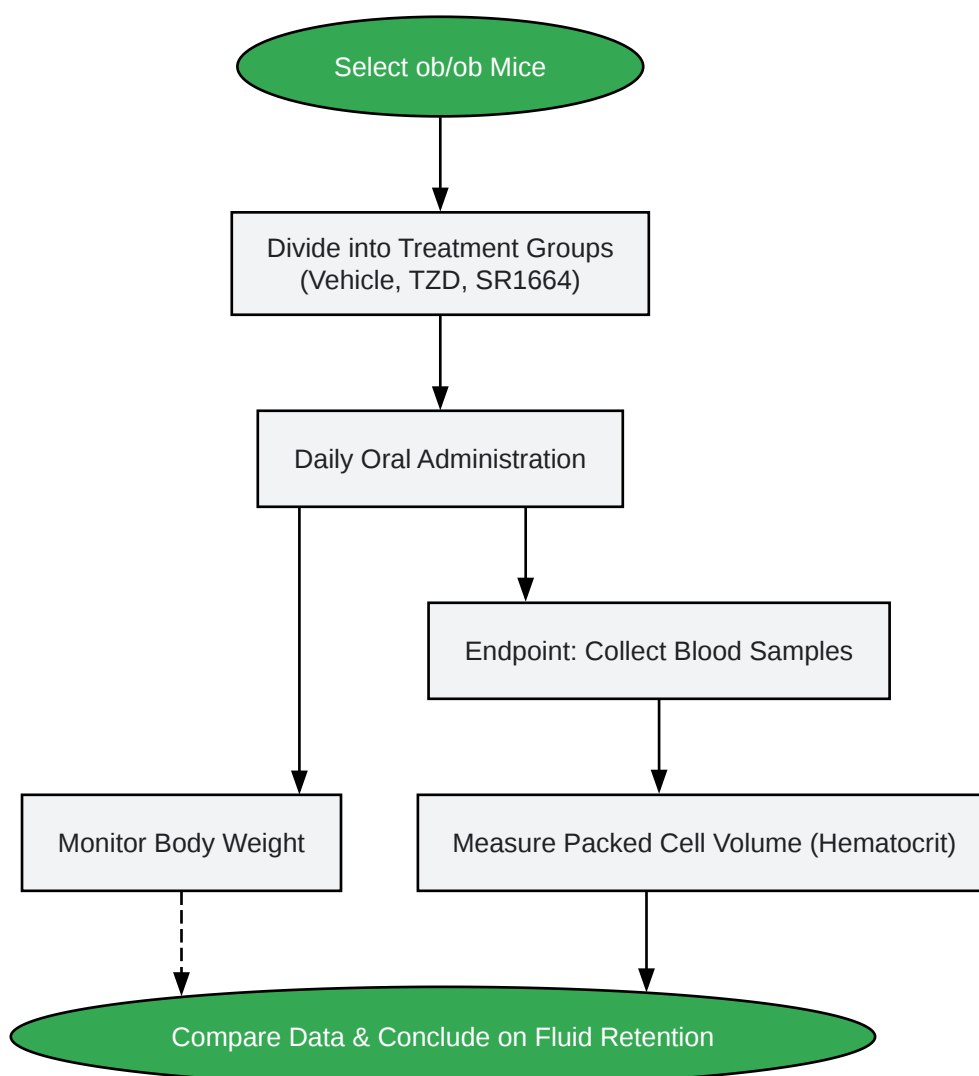 Select ob/ob Mice
Divide into Treatment Groups
(Vehicle, TZD, SR1664)
Daily Oral Administration
Endpoint: Collect Blood Samples
Monitor Body Weight
Measure Packed Cell Volume (Hematocrit)
Compare Data & Conclude on Fluid Retention